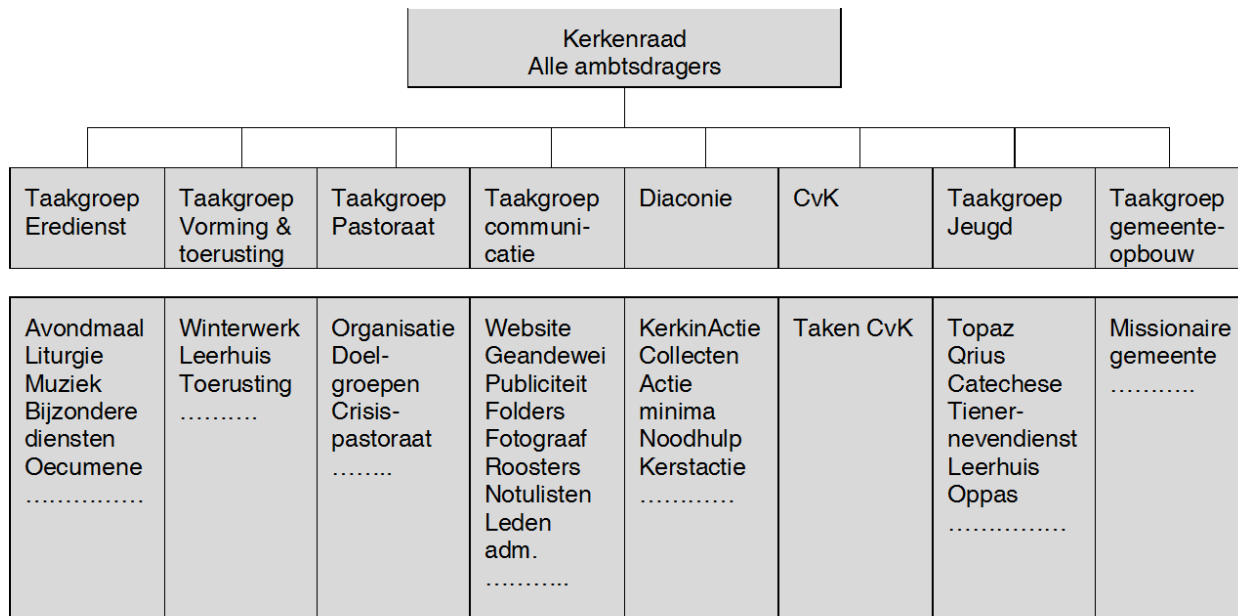 Kerkenraad
Alle ambtsdragers
Taakgroep
Eredienst
Taakgroep
Vorming &
toerusting
Taakgroep
Pastoraat
Taakgroep
communi-
catie
Diaconie
CvK
Taakgroep
Jeugd
Taakgroep
gemeente-
opbouw
Avondmaal
Liturgie
Muziek
Bijzondere
diensten
Oecumene
……………
Winterwerk
Leerhuis
Toerusting
……….
Organisatie
Doel-
groepen
Crisis-
pastoraat
……..
Website
Geandewei
Publiciteit
Folders
Fotograaf
Roosters
Notulisten
Leden
adm.
………..
KerkinActie
Collecten
Actie
minima
Noodhulp
Kerstactie
…………
Taken CvK
Topaz
Qrius
Catechese
Tiener-
nevendienst
Leerhuis
Oppas
……………
Missionaire
gemeente
………..